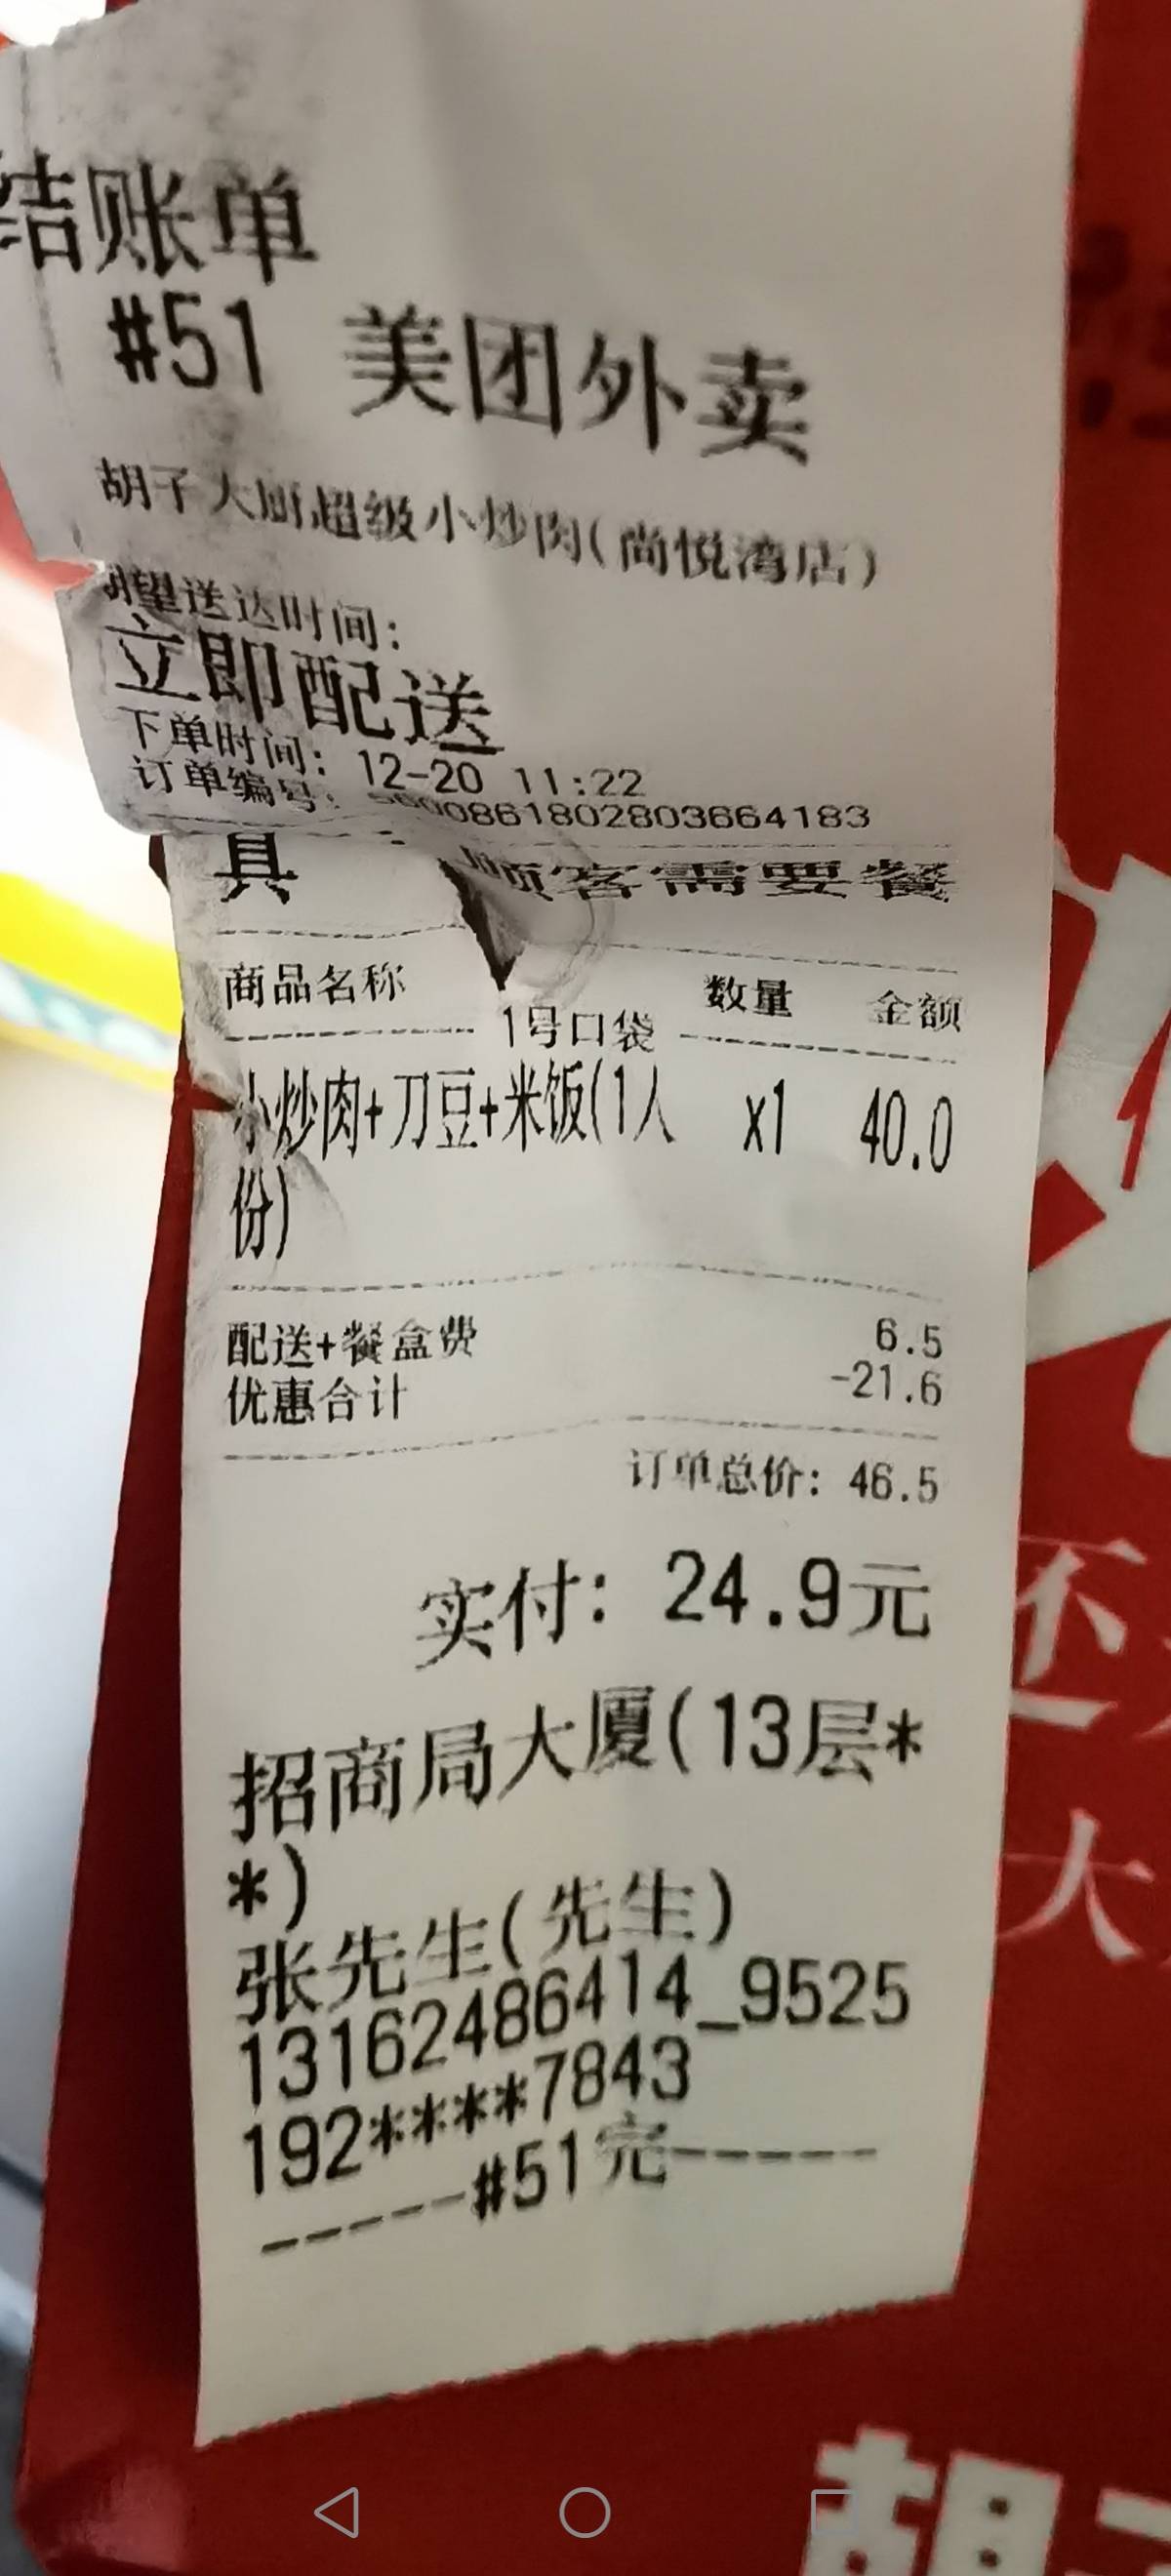 结账单
#51 美团外卖
胡子大厨超级小炒肉(尚悦湾店)
期望送达时间:
立即配送
下单时间: 12-20 11:22
订单编号: 00861802803664183
顾客需要餐
具
商品名称 数量 金额
1号口袋
小炒肉+刀豆+米饭(1人 x1 40.0
份)
配送+餐盒费 6.5
优惠合计 -21.6
订单总价: 46.5
实付: 24.9元
招商局大厦(13层*
*)
张先生(先生)
13162486414_9525
192****7843
------#51完------
还
大
胡子